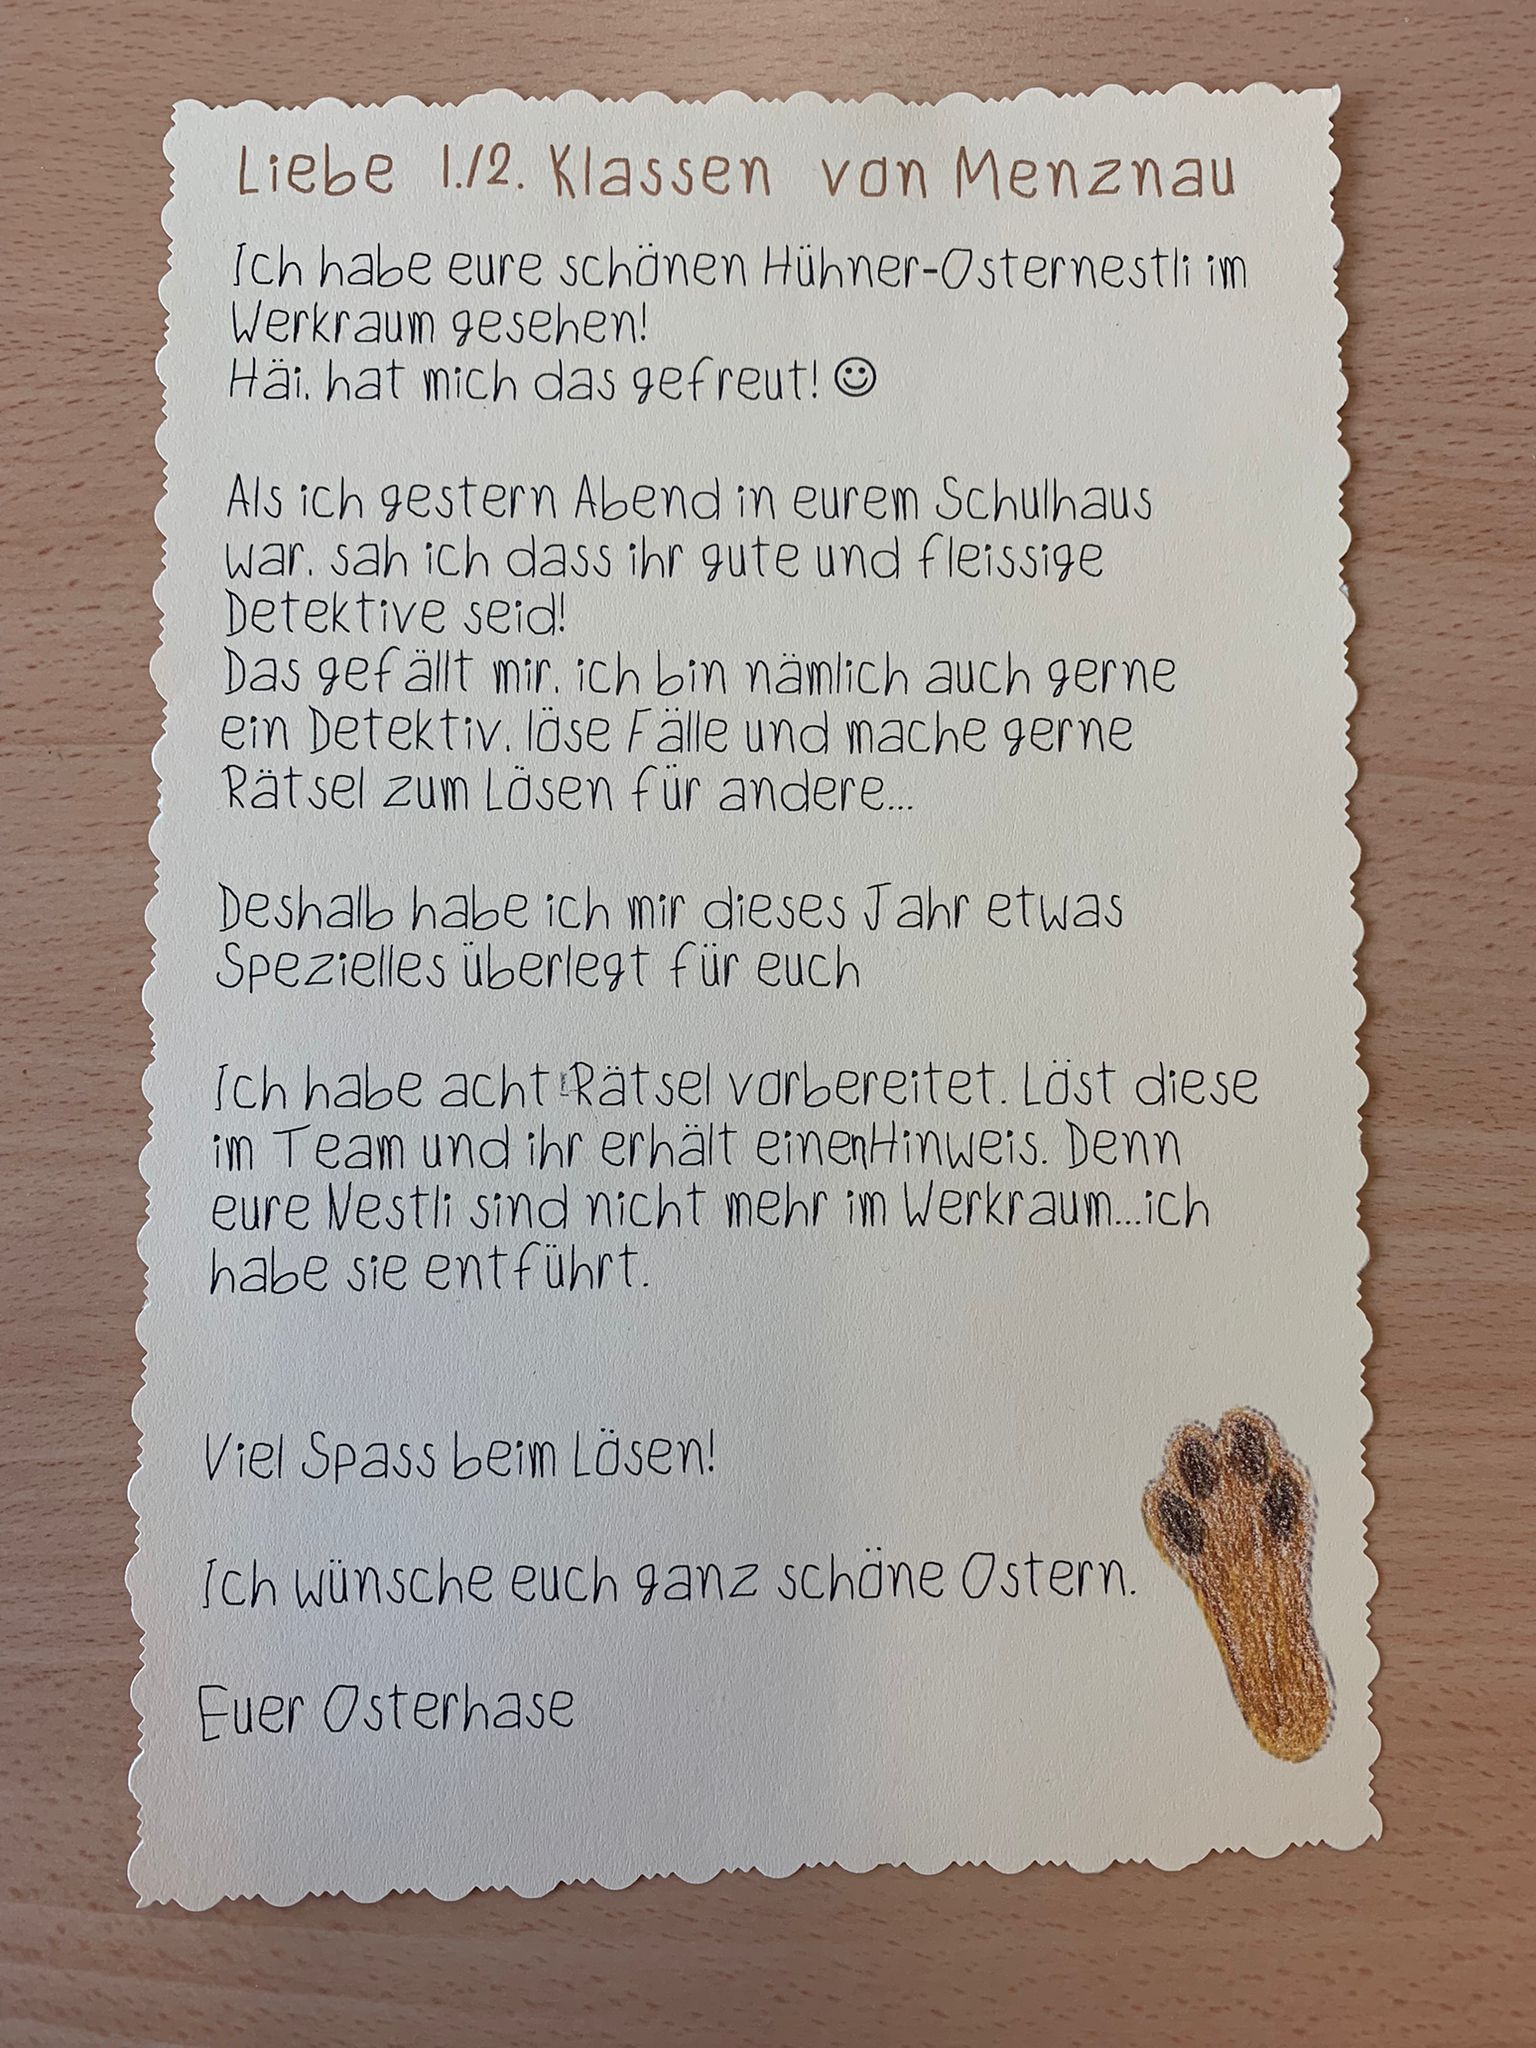 Liebe 1./2. Klassen von Menznau
Ich habe eure schönen Hühner-Osternestli im
Werkraum gesehen!
Häi, hat mich das gefreut! ☺
Als ich gestern Abend in eurem Schulhaus
war, sah ich dass ihr gute und fleissige
Detektive seid!
Das gefällt mir, ich bin nämlich auch gerne
ein Detektiv, löse Fälle und mache gerne
Rätsel zum Lösen für andere...
Deshalb habe ich mir dieses Jahr etwas
Spezielles überlegt für euch
Ich habe acht Rätsel vorbereitet. Löst diese
im Team und ihr erhält einen Hinweis. Denn
eure Nestli sind nicht mehr im Werkraum...ich
habe sie entführt.
Viel Spass beim Lösen!
Ich wünsche euch ganz schöne Ostern.
Euer Osterhase